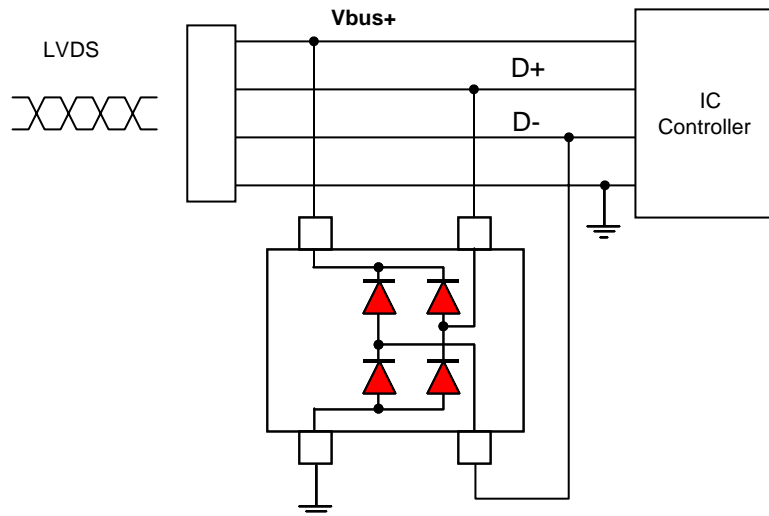 Vbus+
LVDS
D+
D-
IC
Controller